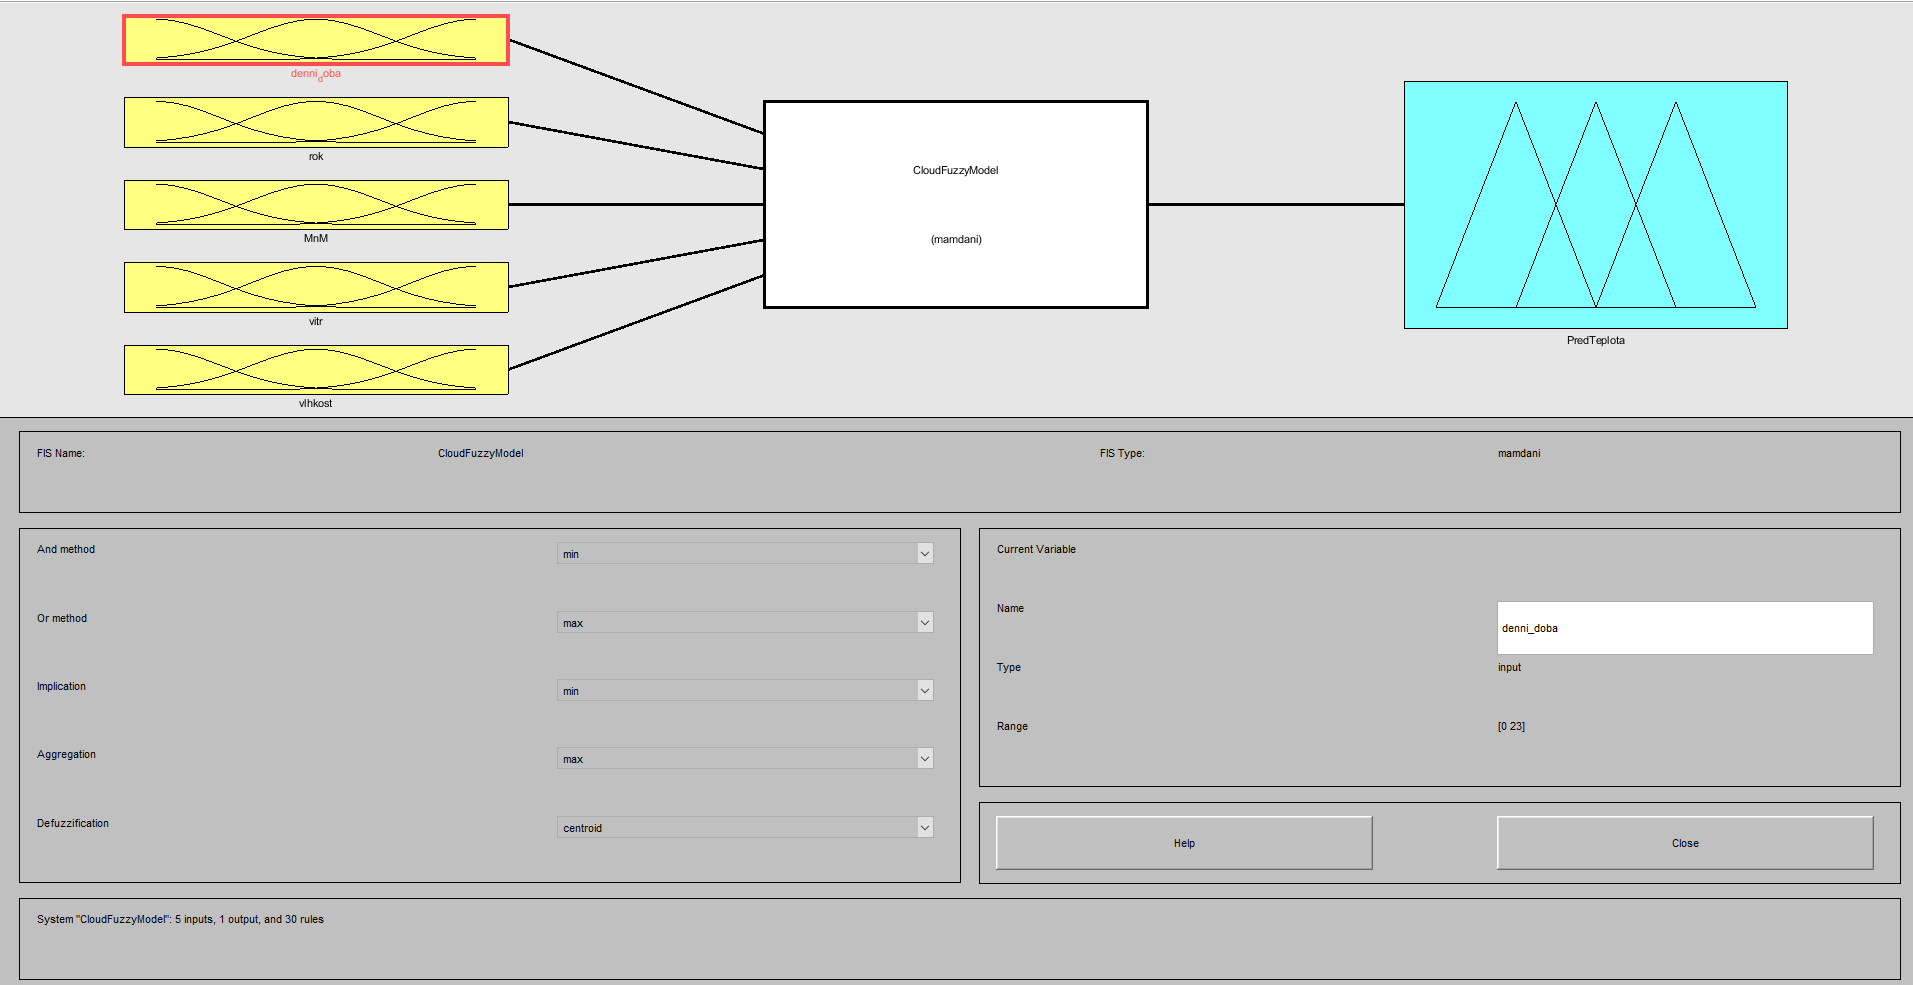 denni_doba
rok
MnM
vitr
vlhkost
CloudFuzzyModel
(mamdani)
PredTeplota
FIS Name: CloudFuzzyModel FIS Type: mamdani
And method min
Or method max
Implication min
Aggregation max
Defuzzification centroid
Current Variable
Name denni_doba
Type input
Range [0 23]
Help Close
System "CloudFuzzyModel": 5 inputs, 1 output, and 30 rules